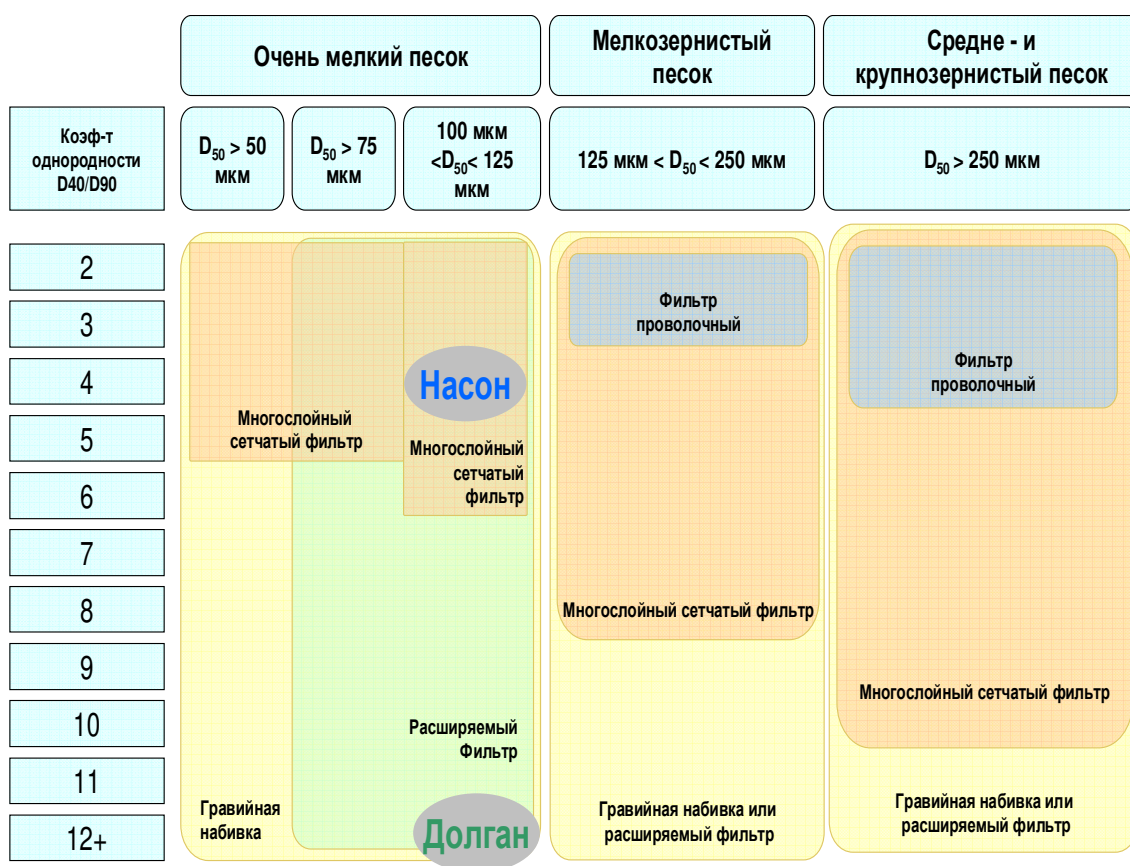 Очень мелкий песок
Мелкозернистый
песок
Средне - и
крупнозернистый песок
Коэф-т
однородности
D40/D90
D50 > 50
мкм
D50 > 75
мкм
100 мкм
<D50< 125
мкм
125 мкм < D50 < 250 мкм
D50 > 250 мкм
2
3
4
5
6
7
8
9
10
11
12+
Насон
Многослойный
сетчатый фильтр
Многослойный
сетчатый
фильтр
Расширяемый
Фильтр
Гравийная
набивка
Долган
Фильтр
проволочный
Многослойный сетчатый фильтр
Гравийная набивка или
расширяемый фильтр
Фильтр
проволочный
Многослойный сетчатый фильтр
Гравийная набивка или
расширяемый фильтр